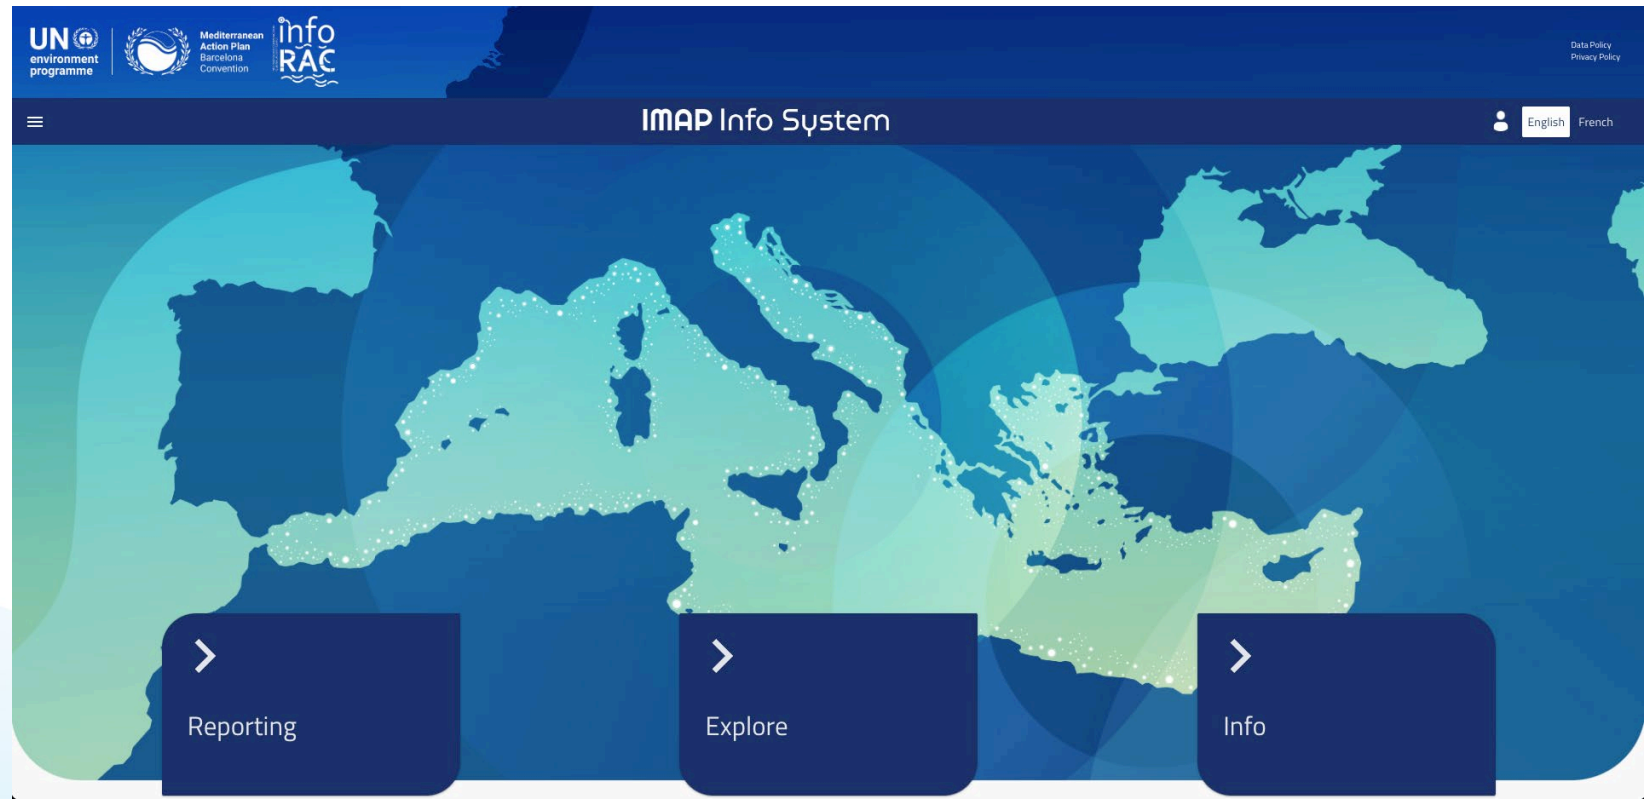 UN
environment
programme
Mediterranean
Action Plan
Barcelona
Convention
info
RAC
Data Policy
Privacy Policy
IMAP Info System
English
French
Reporting
Explore
Info